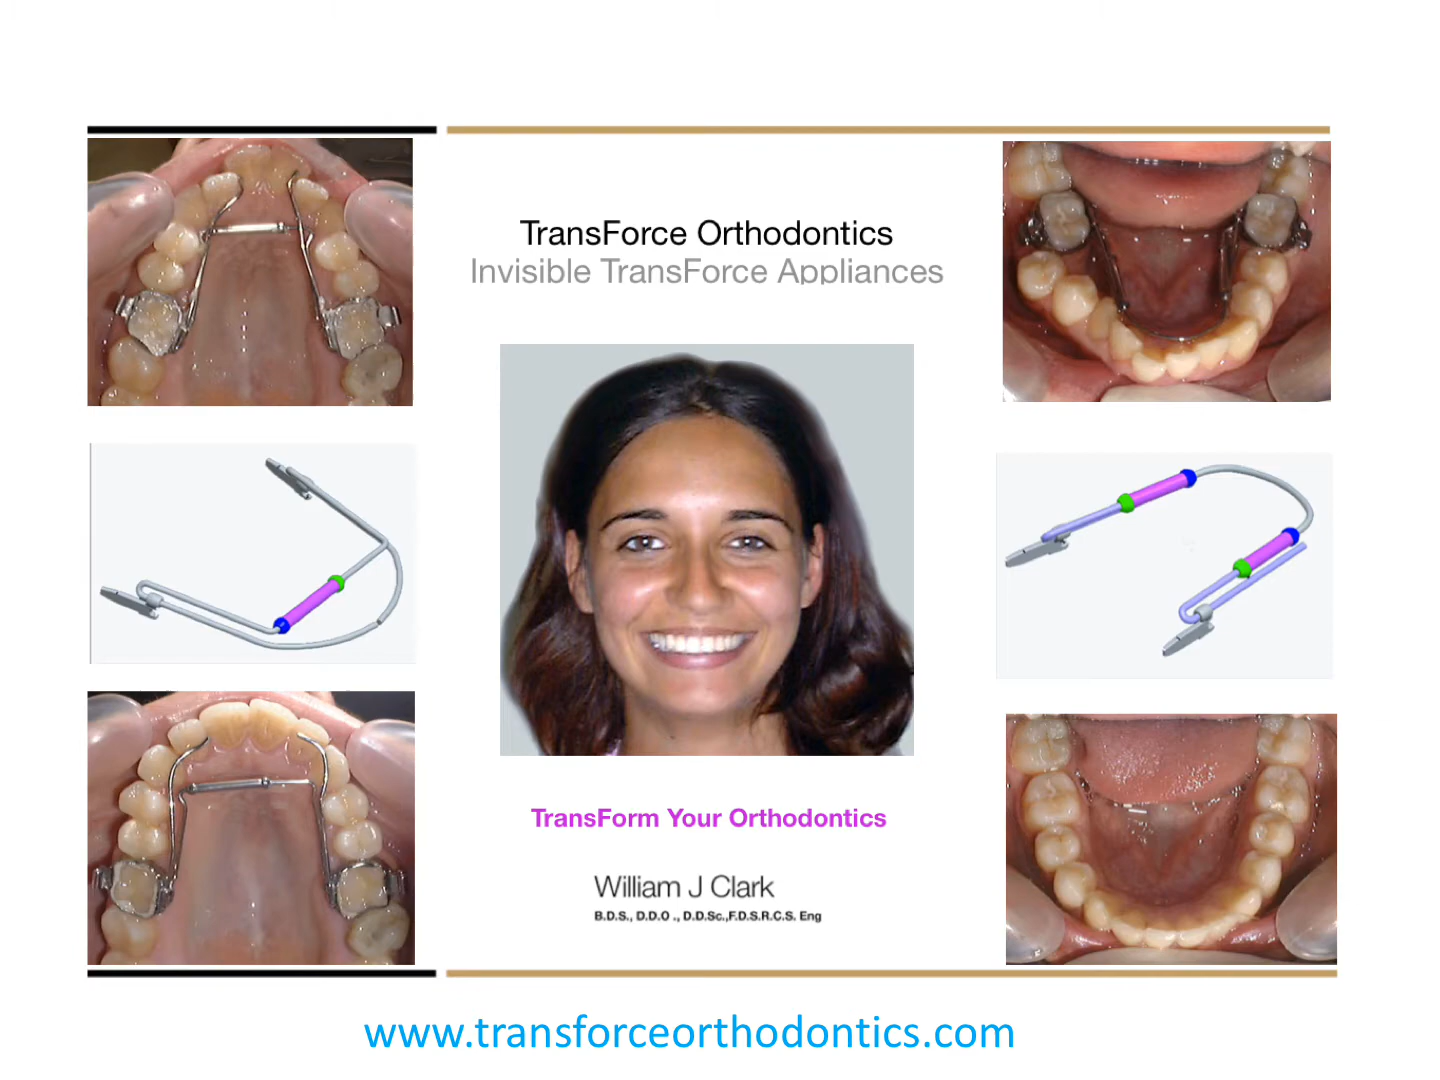 TransForce Orthodontics
Invisible TransForce Appliances
TransForm Your Orthodontics
William J Clark
B.D.S., D.D.O ., D.D.Sc.,F.D.S.R.C.S. Eng
www.transforceorthodontics.com